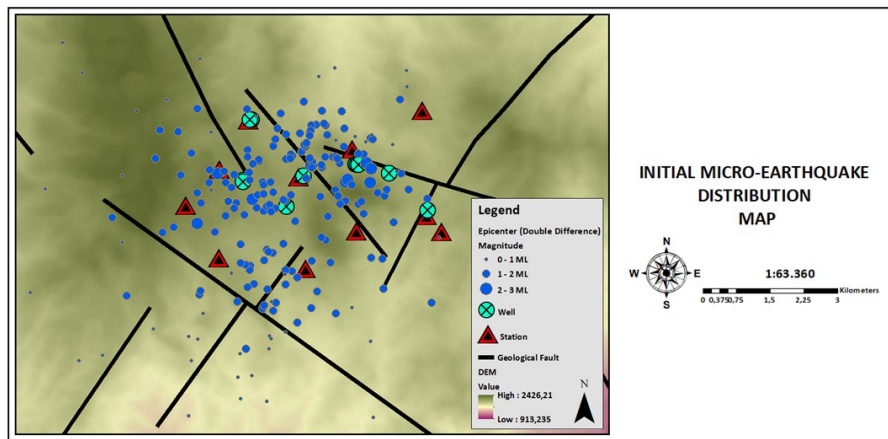 Legend
Epicenter (Double Difference)
Magnitude
0 - 1 ML
1 - 2 ML
2 - 3 ML
Well
Station
Geological Fault
DEM
Value
High : 2426,21
Low : 913,235
N
INITIAL MICRO-EARTHQUAKE
DISTRIBUTION
MAP
N
W E
S
1:63.360
Kilometers
0 0,375 0,75 1,5 2,25 3